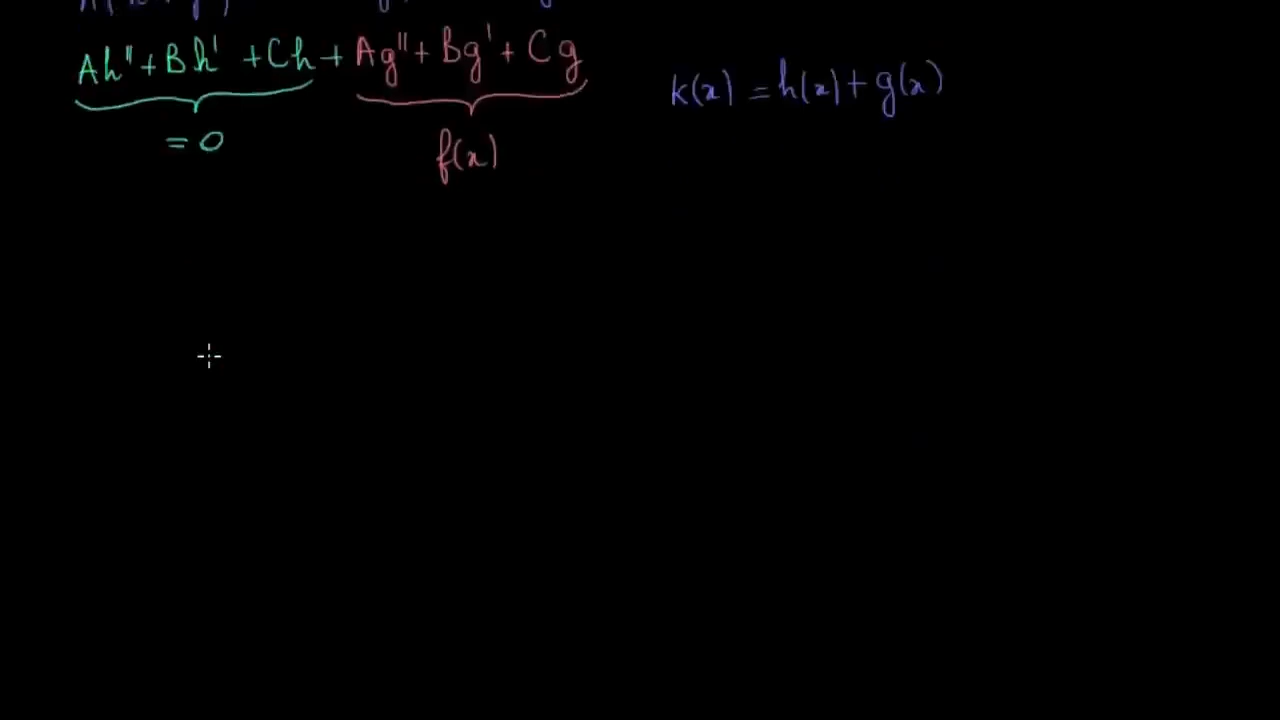 Ah'' + Bh' + Ch + Ag'' + Bg' + Cg
k(x) = h(x) + g(x)
= 0
f(x)